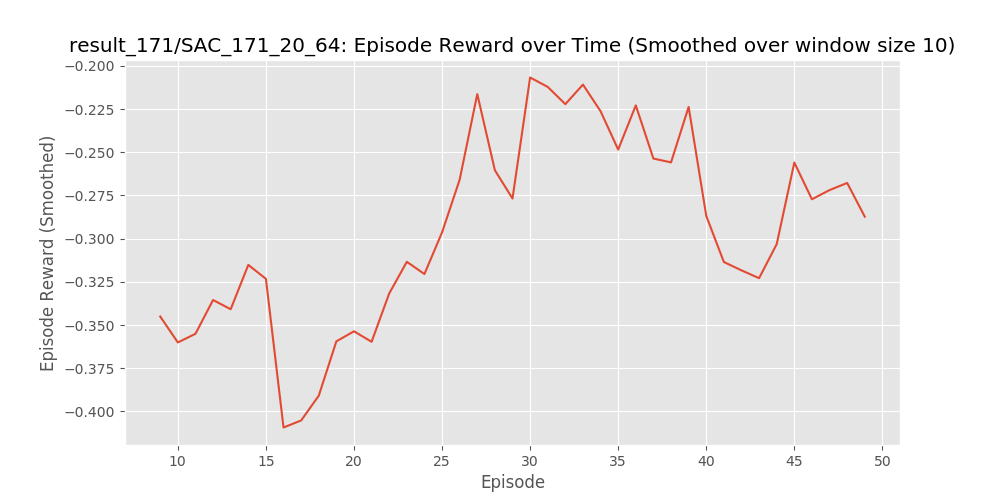 result_171/SAC_171_20_64: Episode Reward over Time (Smoothed over window size 10)
Episode Reward (Smoothed)
−0.200
−0.225
−0.250
−0.275
−0.300
−0.325
−0.350
−0.375
−0.400
10 15 20 25 30 35 40 45 50
Episode